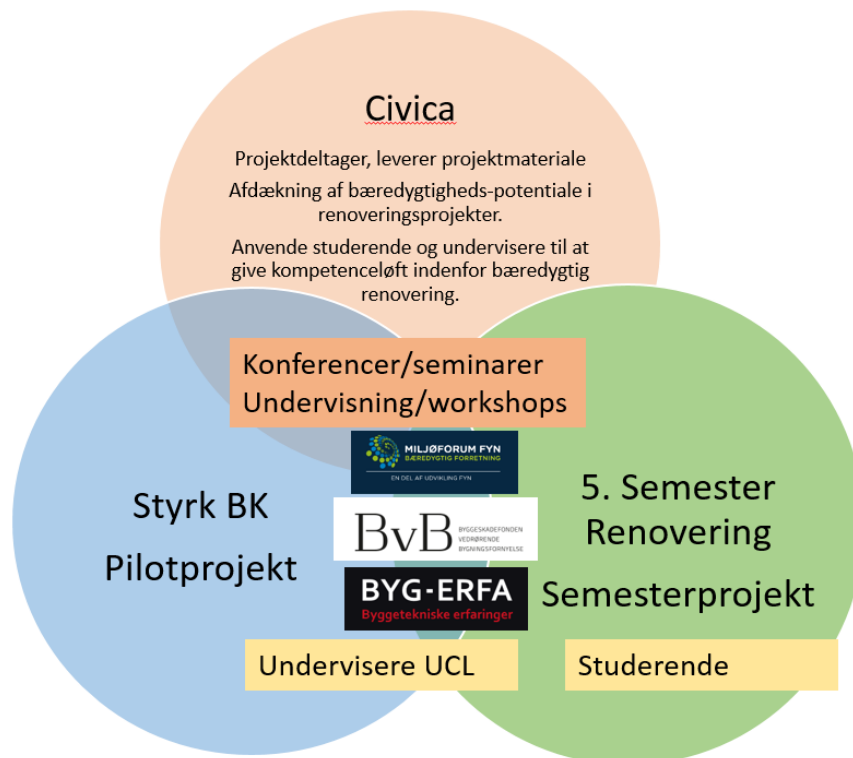 Civica
Projektdeltager, leverer projektmateriale
Afdækning af bæredygtigheds-potentiale i
renoveringsprojekter.
Anvende studerende og undervisere til at
give kompetenceløft indenfor bæredygtig
renovering.
Konferencer/seminarer
Undervisning/workshops
MILJØFORUM FYN
BÆREDYGTIG FORRETNING
EN DEL AF UDVIKLING FYN
Styrk BK
Pilotprojekt
BvB
BYGGESKADEFONDEN
VEDRØRENDE
BYGNINGSFORNYELSE
BYG-ERFA
Byggetekniske erfaringer
5. Semester
Renovering
Semesterprojekt
Undervisere UCL
Studerende